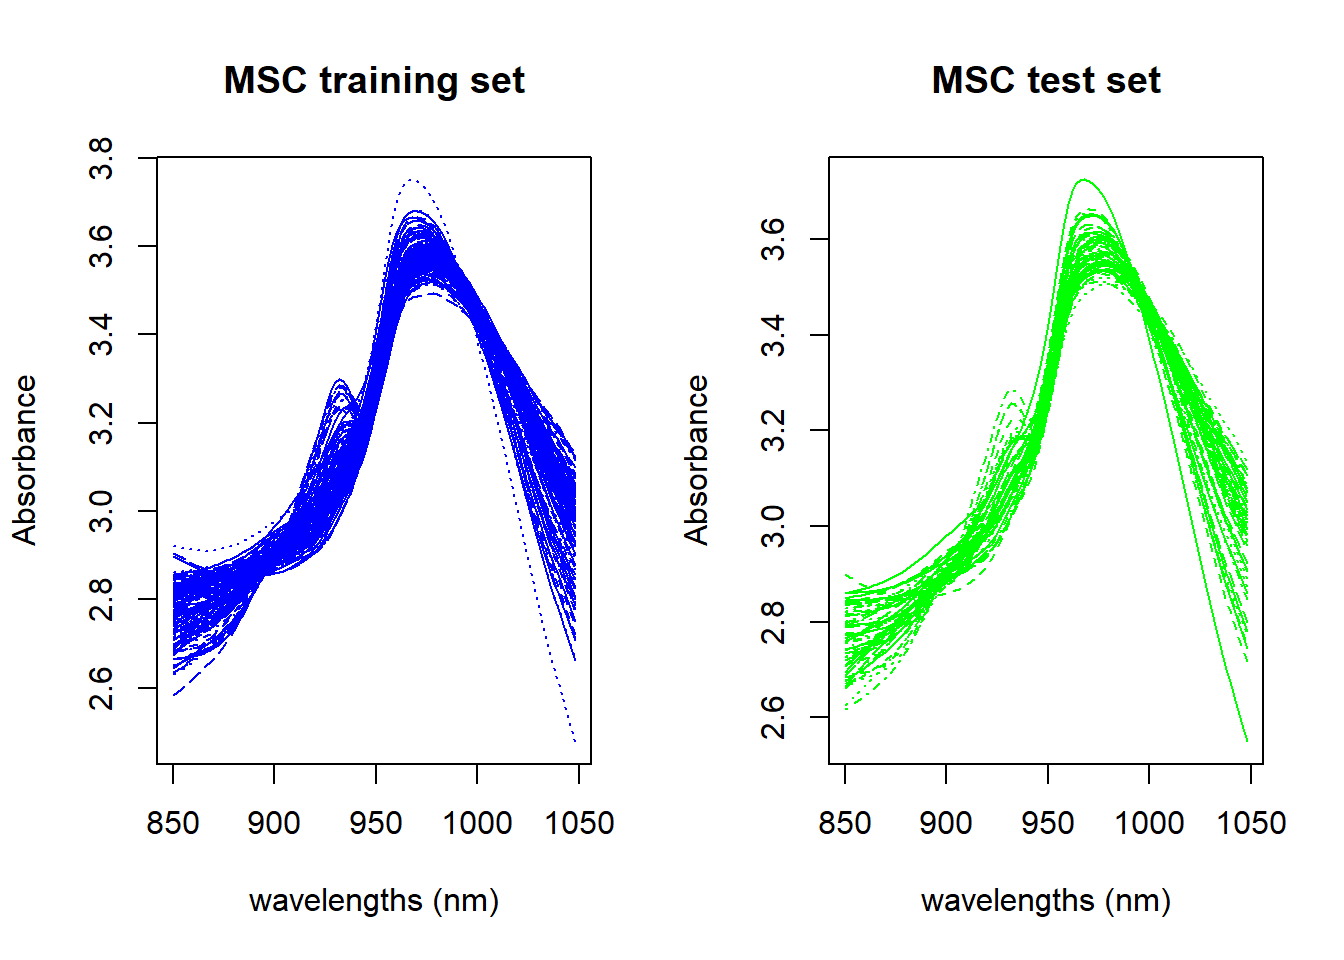 MSC training set
Absorbance
3.8
3.6
3.4
3.2
3.0
2.8
2.6
850 900 950 1000 1050
wavelengths (nm)
MSC test set
Absorbance
3.6
3.4
3.2
3.0
2.8
2.6
850 900 950 1000 1050
wavelengths (nm)